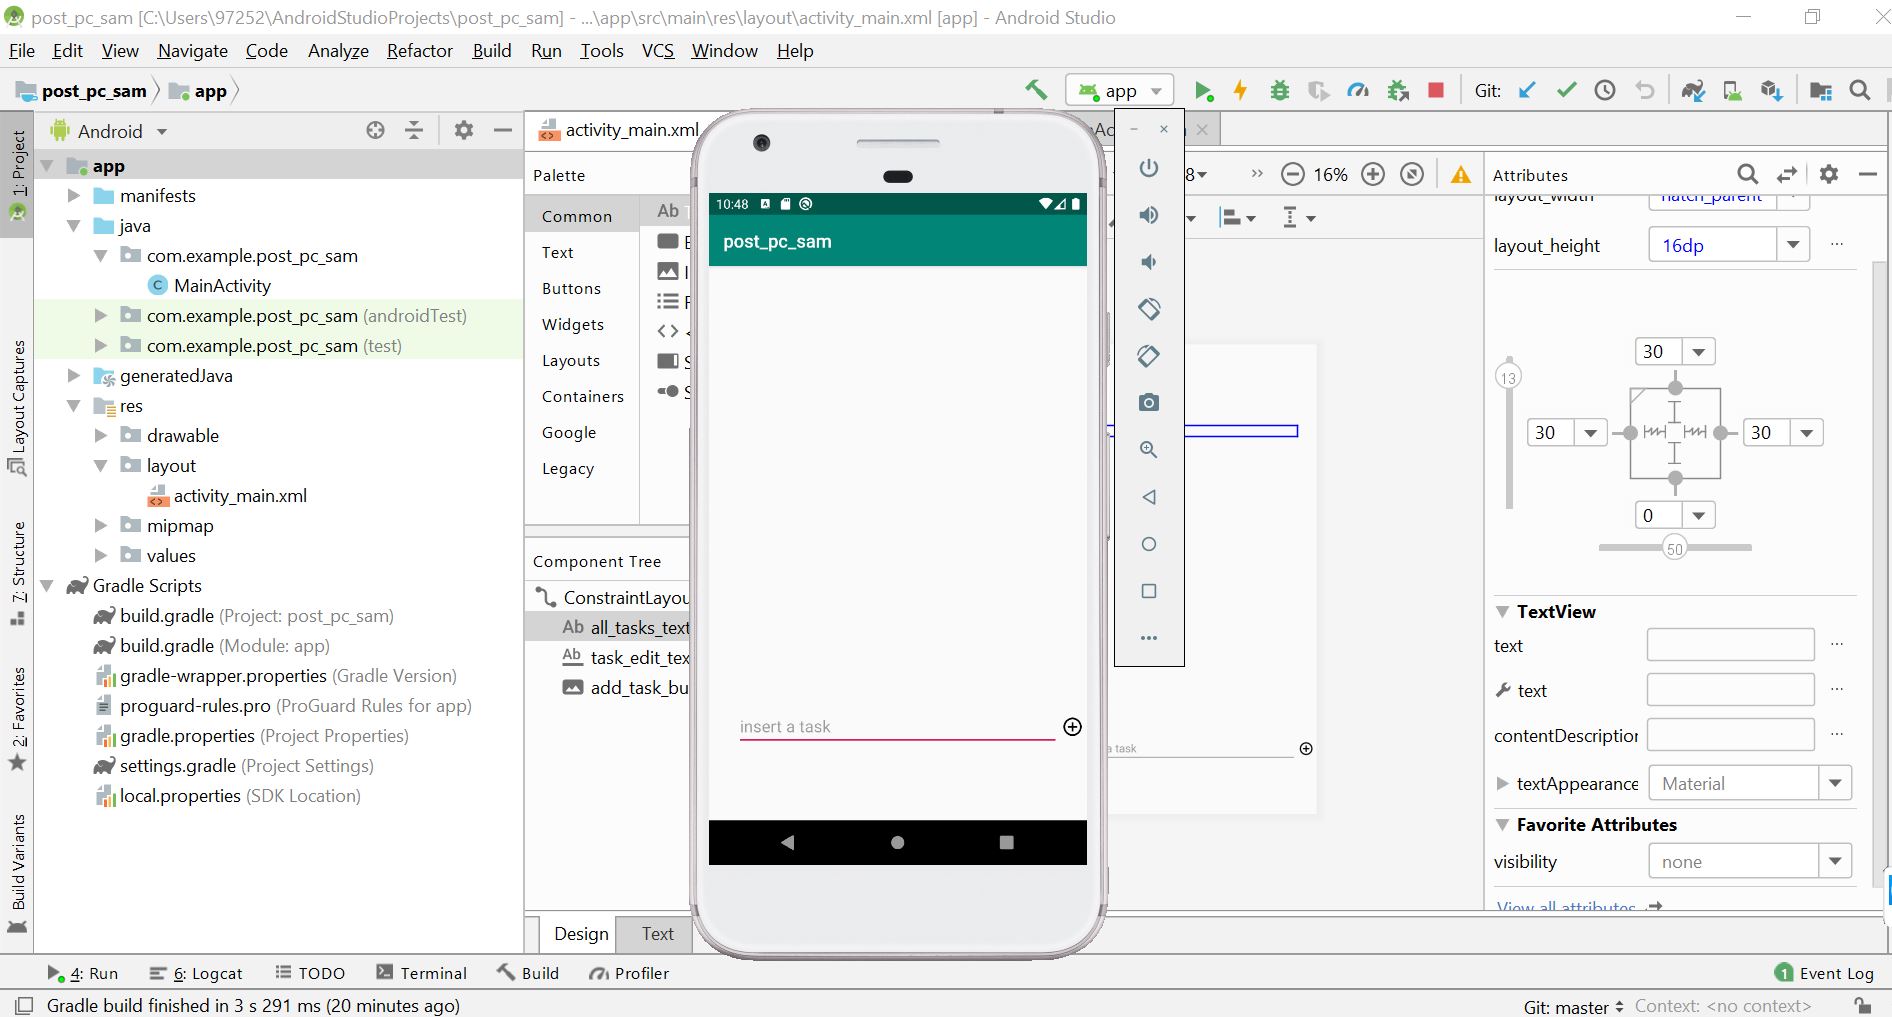 post_pc_sam [C:\Users\97252\AndroidStudioProjects\post_pc_sam] - ...\app\src\main\res\layout\activity_main.xml [app] - Android Studio
File Edit View Navigate Code Analyze Refactor Build Run Tools VCS Window Help
post_pc_sam app
app
Git:
1: Project
Layout Captures
7: Structure
2: Favorites
Build Variants
Android
app
manifests
java
com.example.post_pc_sam
MainActivity
com.example.post_pc_sam (androidTest)
com.example.post_pc_sam (test)
generatedJava
res
drawable
layout
activity_main.xml
mipmap
values
Gradle Scripts
build.gradle (Project: post_pc_sam)
build.gradle (Module: app)
gradle-wrapper.properties (Gradle Version)
proguard-rules.pro (ProGuard Rules for app)
gradle.properties (Project Properties)
settings.gradle (Project Settings)
local.properties (SDK Location)
activity_main.xml
Palette
Common
Text
Buttons
Widgets
Layouts
Containers
Google
Legacy
Ab
Component Tree
ConstraintLayou
Ab all_tasks_text
Ab task_edit_tex
add_task_bu
Design Text
10:48
post_pc_sam
insert a task
8
16%
a task
Attributes
layout_width match_parent
layout_height 16dp
30
13
30 30
0
50
TextView
text
text
contentDescription
textAppearance Material
Favorite Attributes
visibility none
View all attributes
4: Run 6: Logcat TODO Terminal Build Profiler
1 Event Log
Gradle build finished in 3 s 291 ms (20 minutes ago)
Git: master Context: <no context>